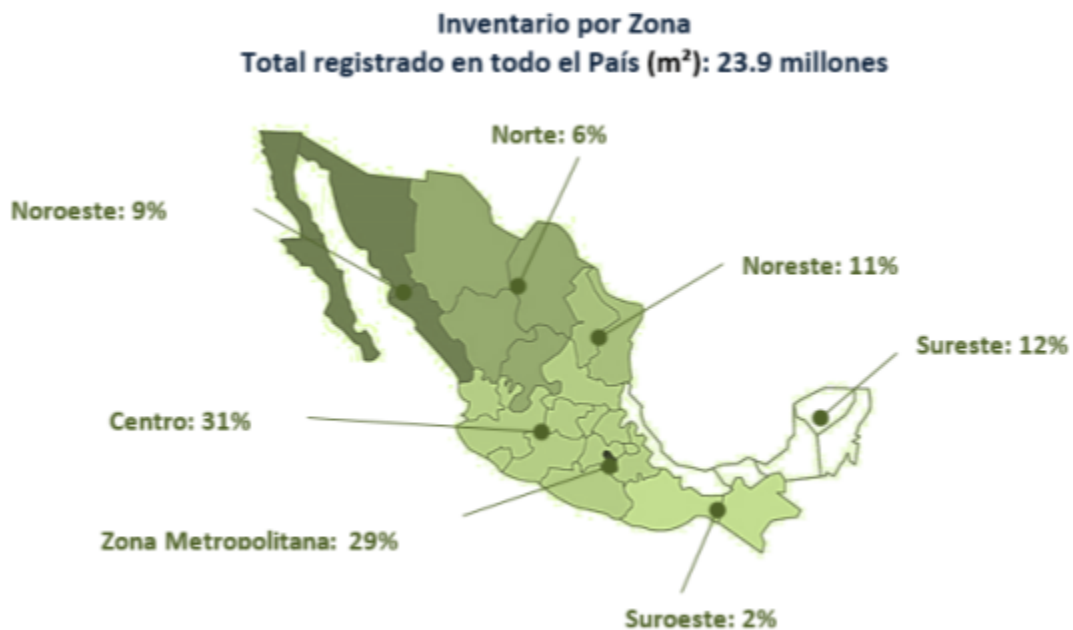 Inventario por Zona
Total registrado en todo el País (m²): 23.9 millones
Norte: 6%
Noroeste: 9%
Noreste: 11%
Sureste: 12%
Centro: 31%
Zona Metropolitana: 29%
Suroeste: 2%